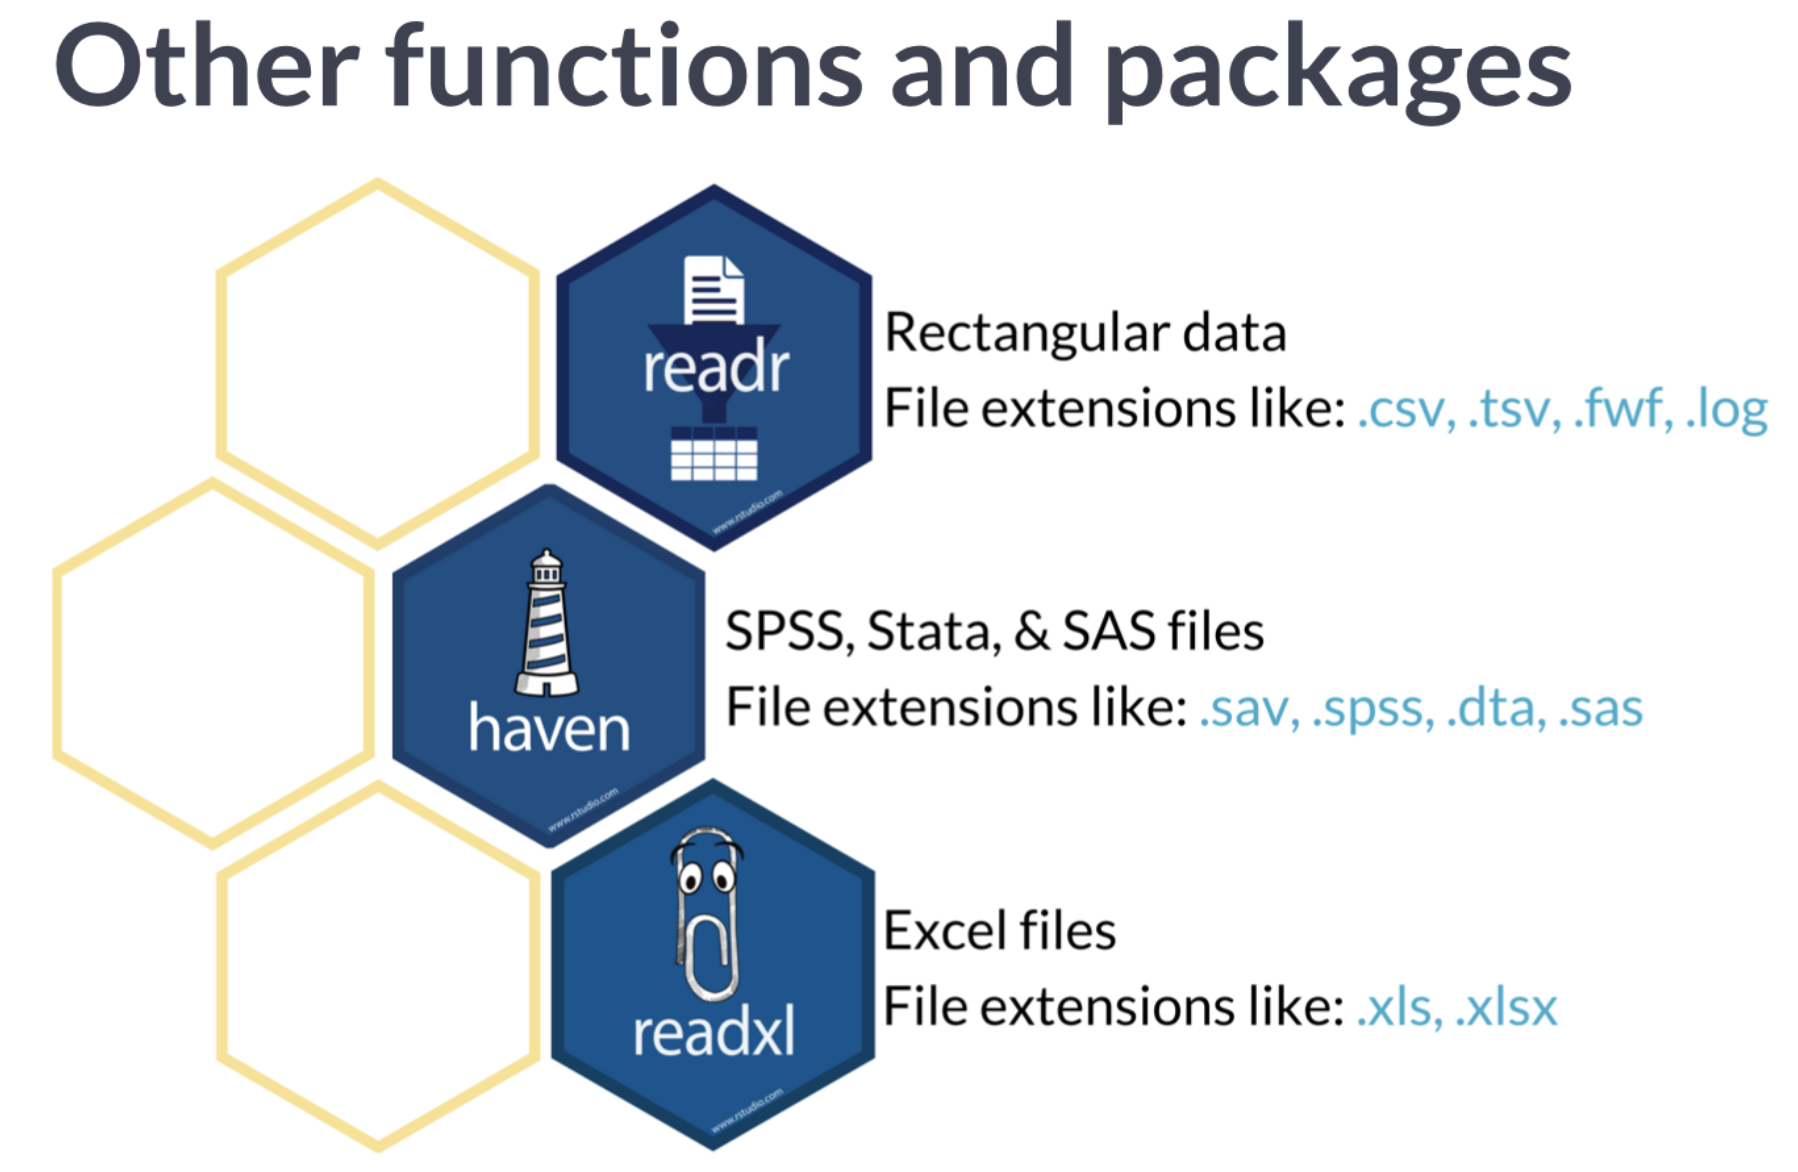 Other functions and packages
readr
www.rstudio.com
Rectangular data
File extensions like: .csv, .tsv, .fwf, .log
haven
www.rstudio.com
SPSS, Stata, & SAS files
File extensions like: .sav, .spss, .dta, .sas
readxl
www.rstudio.com
Excel files
File extensions like: .xls, .xlsx